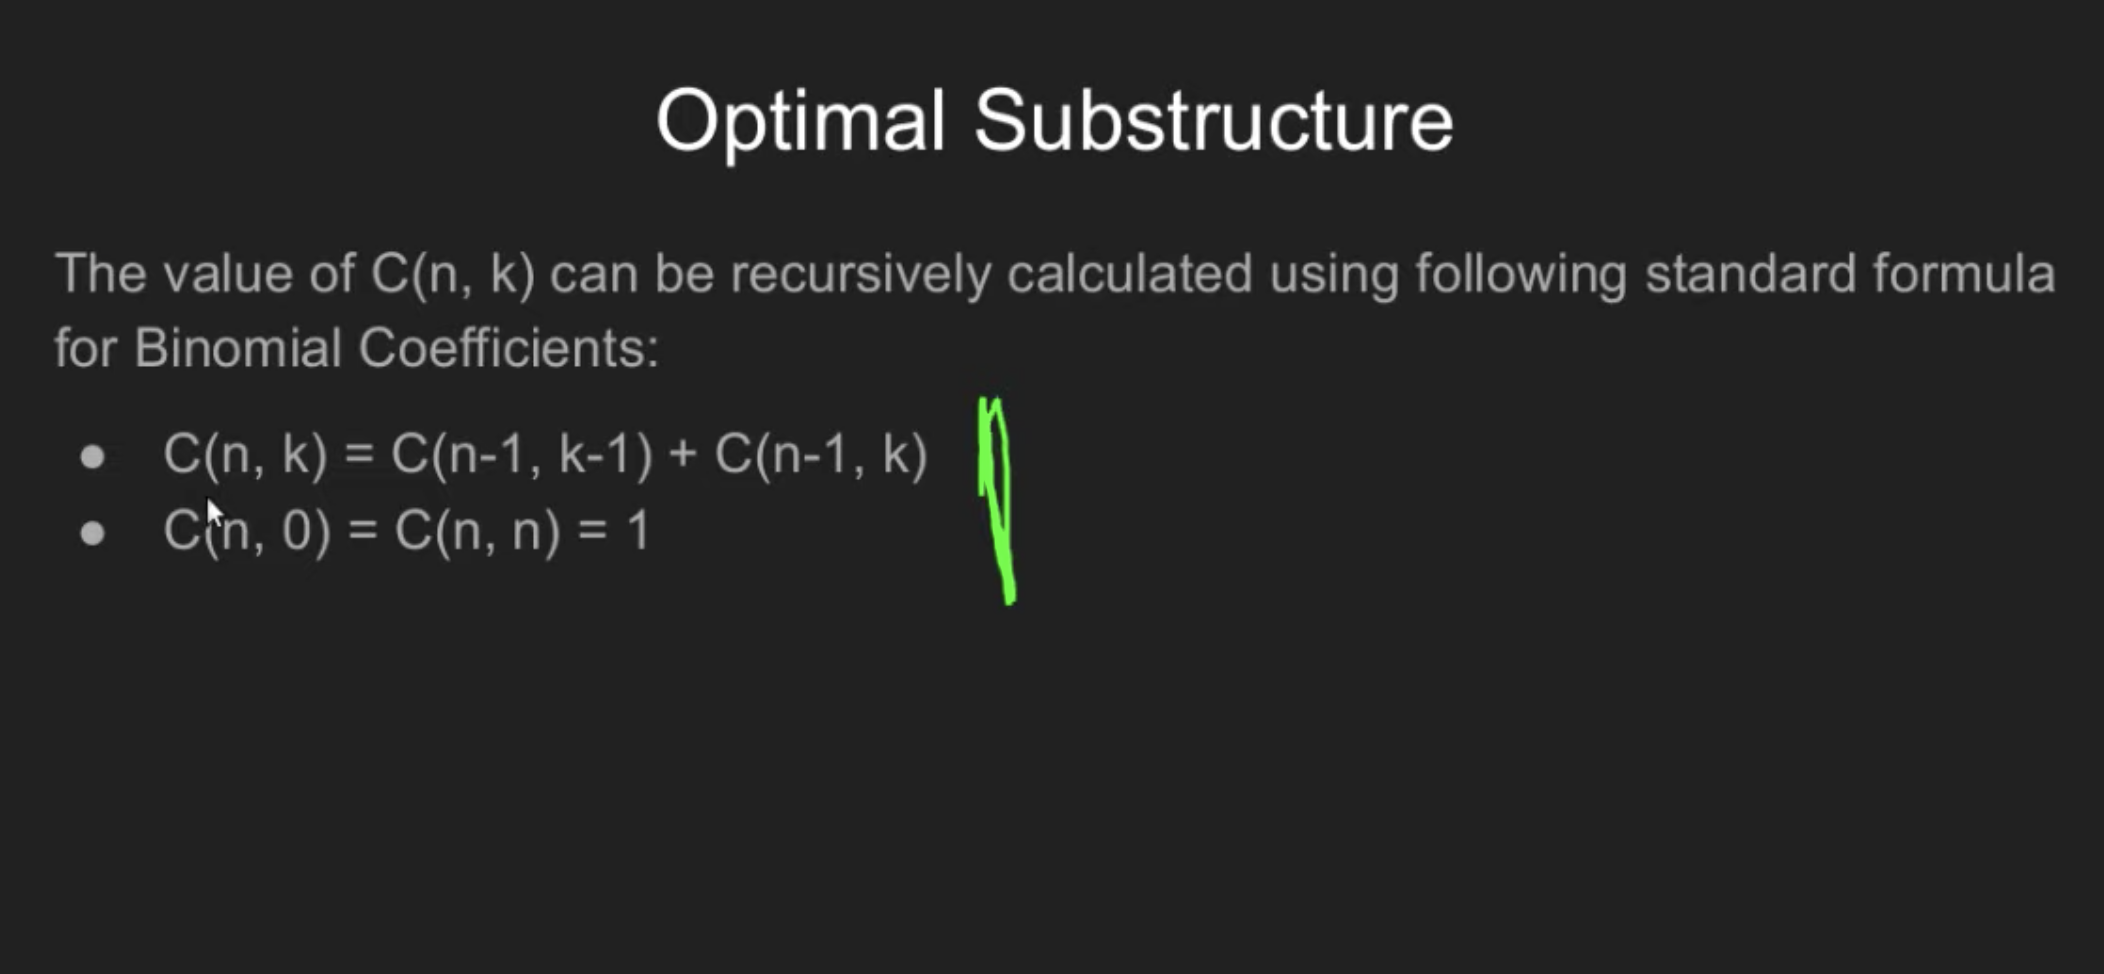 Optimal Substructure
The value of C(n, k) can be recursively calculated using following standard formula
for Binomial Coefficients:
● C(n, k) = C(n-1, k-1) + C(n-1, k)
● C(n, 0) = C(n, n) = 1